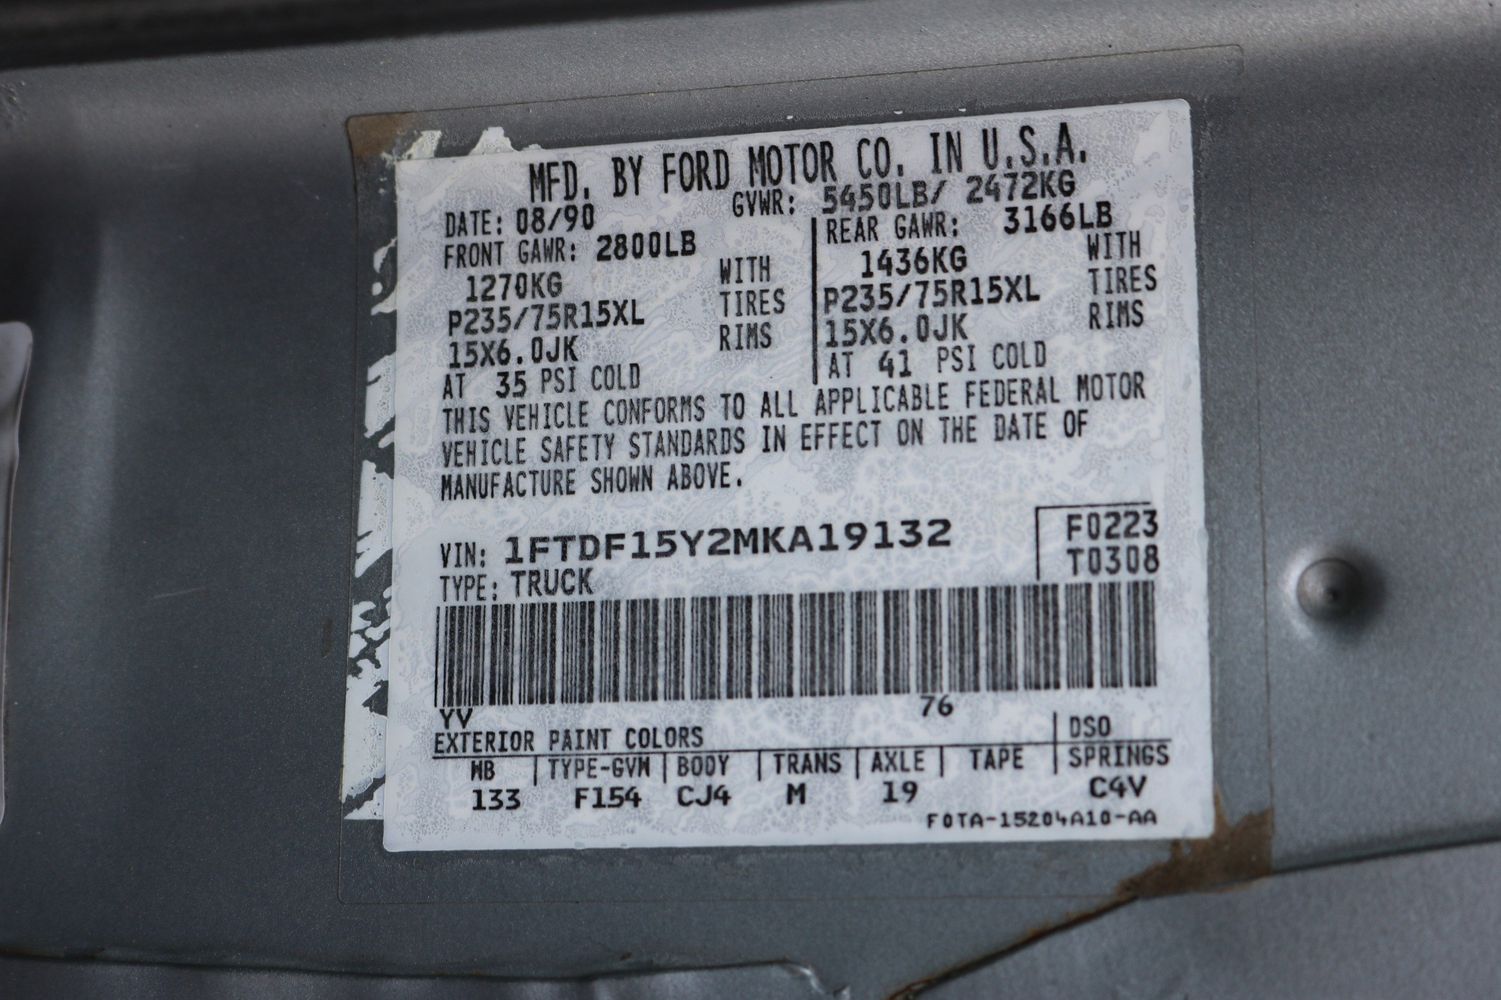 MFD. BY FORD MOTOR CO. IN U.S.A.
DATE: 08/90 GVWR: 5450LB/ 2472KG
FRONT GAWR: 2800LB REAR GAWR: 3166LB
1270KG WITH 1436KG WITH
P235/75R15XL TIRES P235/75R15XL TIRES
15X6.0JK RIMS 15X6.0JK RIMS
AT 35 PSI COLD AT 41 PSI COLD
THIS VEHICLE CONFORMS TO ALL APPLICABLE FEDERAL MOTOR
VEHICLE SAFETY STANDARDS IN EFFECT ON THE DATE OF
MANUFACTURE SHOWN ABOVE.
VIN: 1FTDF15Y2MKA19132 F0223
TYPE: TRUCK T0308
YV 76
EXTERIOR PAINT COLORS DSO
WB TYPE-GVW BODY TRANS AXLE TAPE SPRINGS
133 F154 CJ4 M 19 C4V
F0TA-15204A10-AA